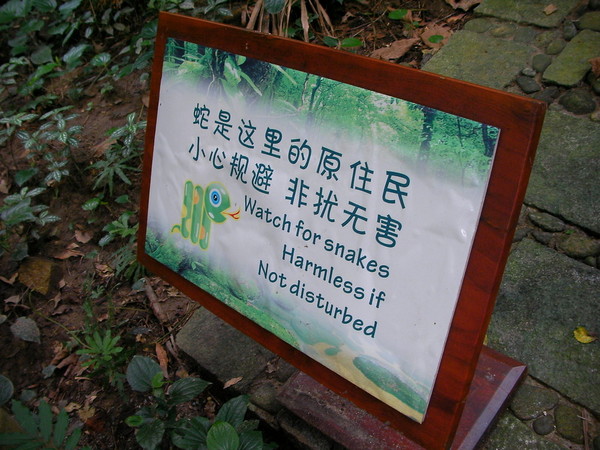 蛇是这里的原住民
小心规避 非扰无害
Watch for snakes
Harmless if
Not disturbed